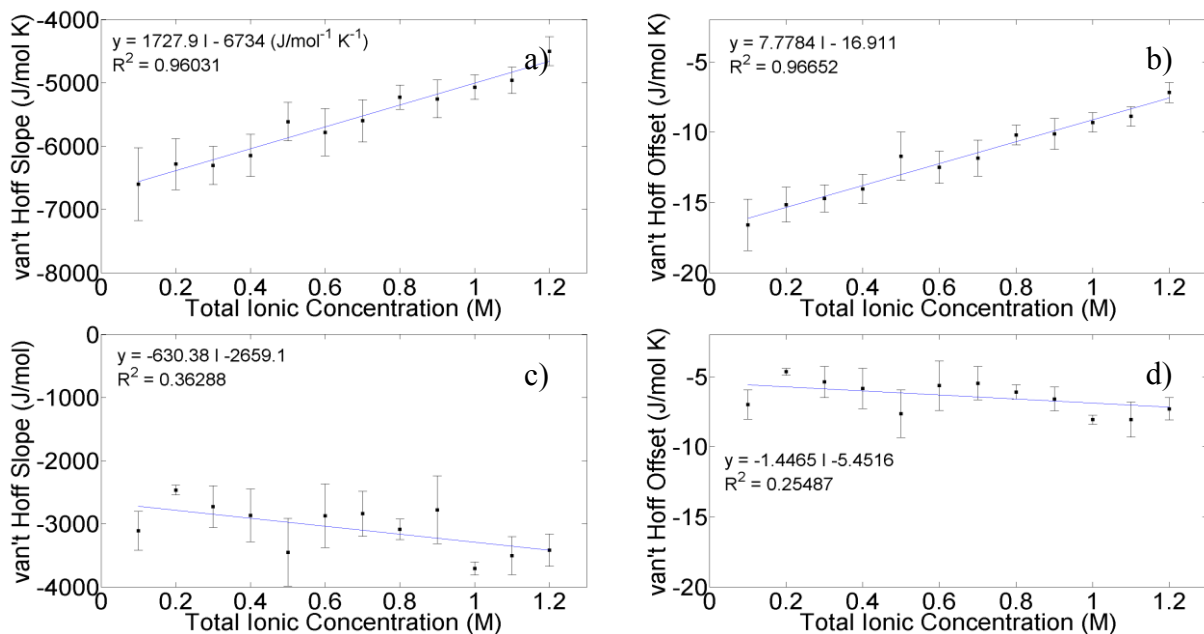 -4000
-5000
-6000
-7000
-8000
van't Hoff Slope (J/mol K)
y = 1727.9 I - 6734 (J/mol⁻¹ K⁻¹)
R² = 0.96031
a)
0 0.2 0.4 0.6 0.8 1 1.2
Total Ionic Concentration (M)
-5
-10
-15
-20
van't Hoff Offset (J/mol K)
y = 7.7784 I - 16.911
R² = 0.96652
b)
0 0.2 0.4 0.6 0.8 1 1.2
Total Ionic Concentration (M)
0
-1000
-2000
-3000
-4000
van't Hoff Slope (J/mol)
y = -630.38 I -2659.1
R² = 0.36288
c)
0 0.2 0.4 0.6 0.8 1 1.2
Total Ionic Concentration (M)
-5
-10
-15
-20
van't Hoff Offset (J/mol K)
y = -1.4465 I -5.4516
R² = 0.25487
d)
0 0.2 0.4 0.6 0.8 1 1.2
Total Ionic Concentration (M)